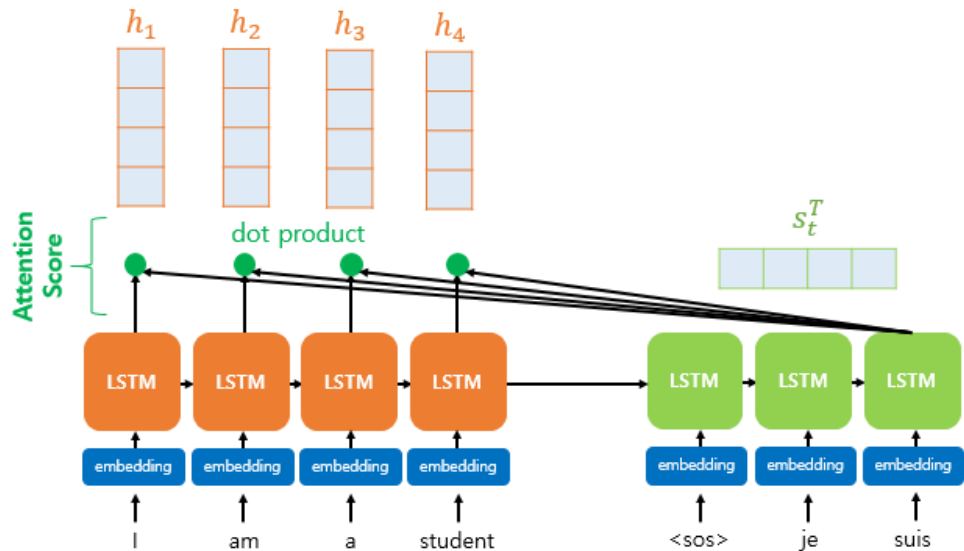 h₁ h₂ h₃ h₄
Attention Score
dot product
sₜᵀ
LSTM LSTM LSTM LSTM LSTM LSTM LSTM
embedding embedding embedding embedding embedding embedding embedding
I am a student <sos> je suis